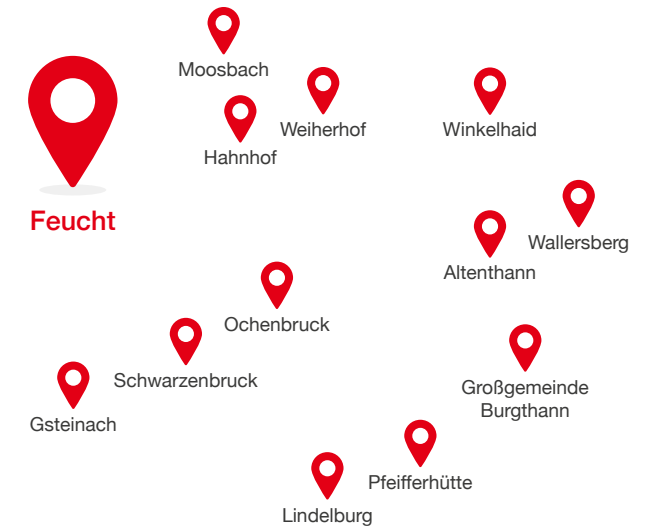 Moosbach
Weiherhof
Winkelhaid
Hahnhof
Feucht
Wallersberg
Altenthann
Ochenbruck
Schwarzenbruck
Großgemeinde
Burgthann
Gsteinach
Pfeifferhütte
Lindelburg